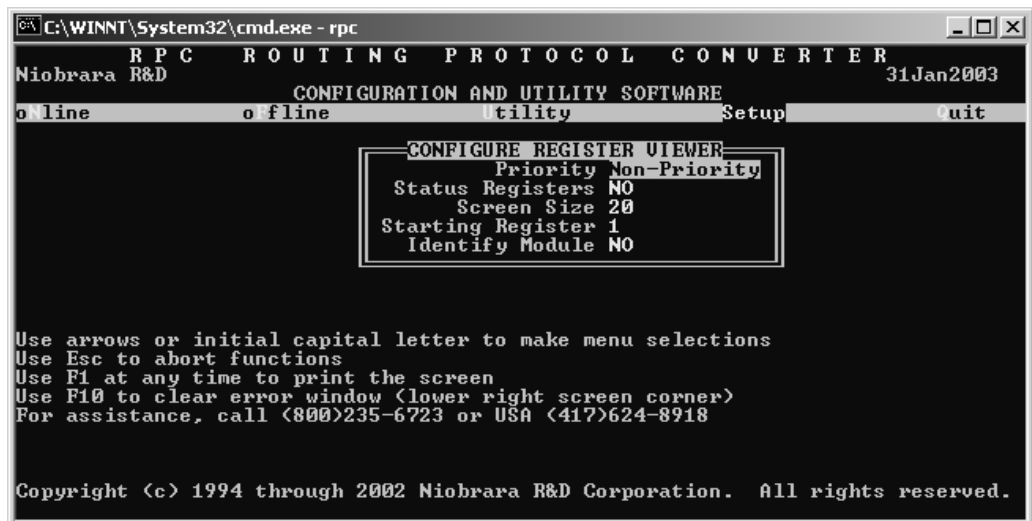 C:\WINNT\System32\cmd.exe - rpc
R P C   R O U T I N G   P R O T O C O L   C O N V E R T E R
Niobrara R&D   31Jan2003
CONFIGURATION AND UTILITY SOFTWARE
oNline   oFfline   Utility   Setup   Quit
CONFIGURE REGISTER VIEWER
Priority Non-Priority
Status Registers NO
Screen Size 20
Starting Register 1
Identify Module NO
Use arrows or initial capital letter to make menu selections
Use Esc to abort functions
Use F1 at any time to print the screen
Use F10 to clear error window (lower right screen corner)
For assistance, call (800)235-6723 or USA (417)624-8918
Copyright (c) 1994 through 2002 Niobrara R&D Corporation.  All rights reserved.